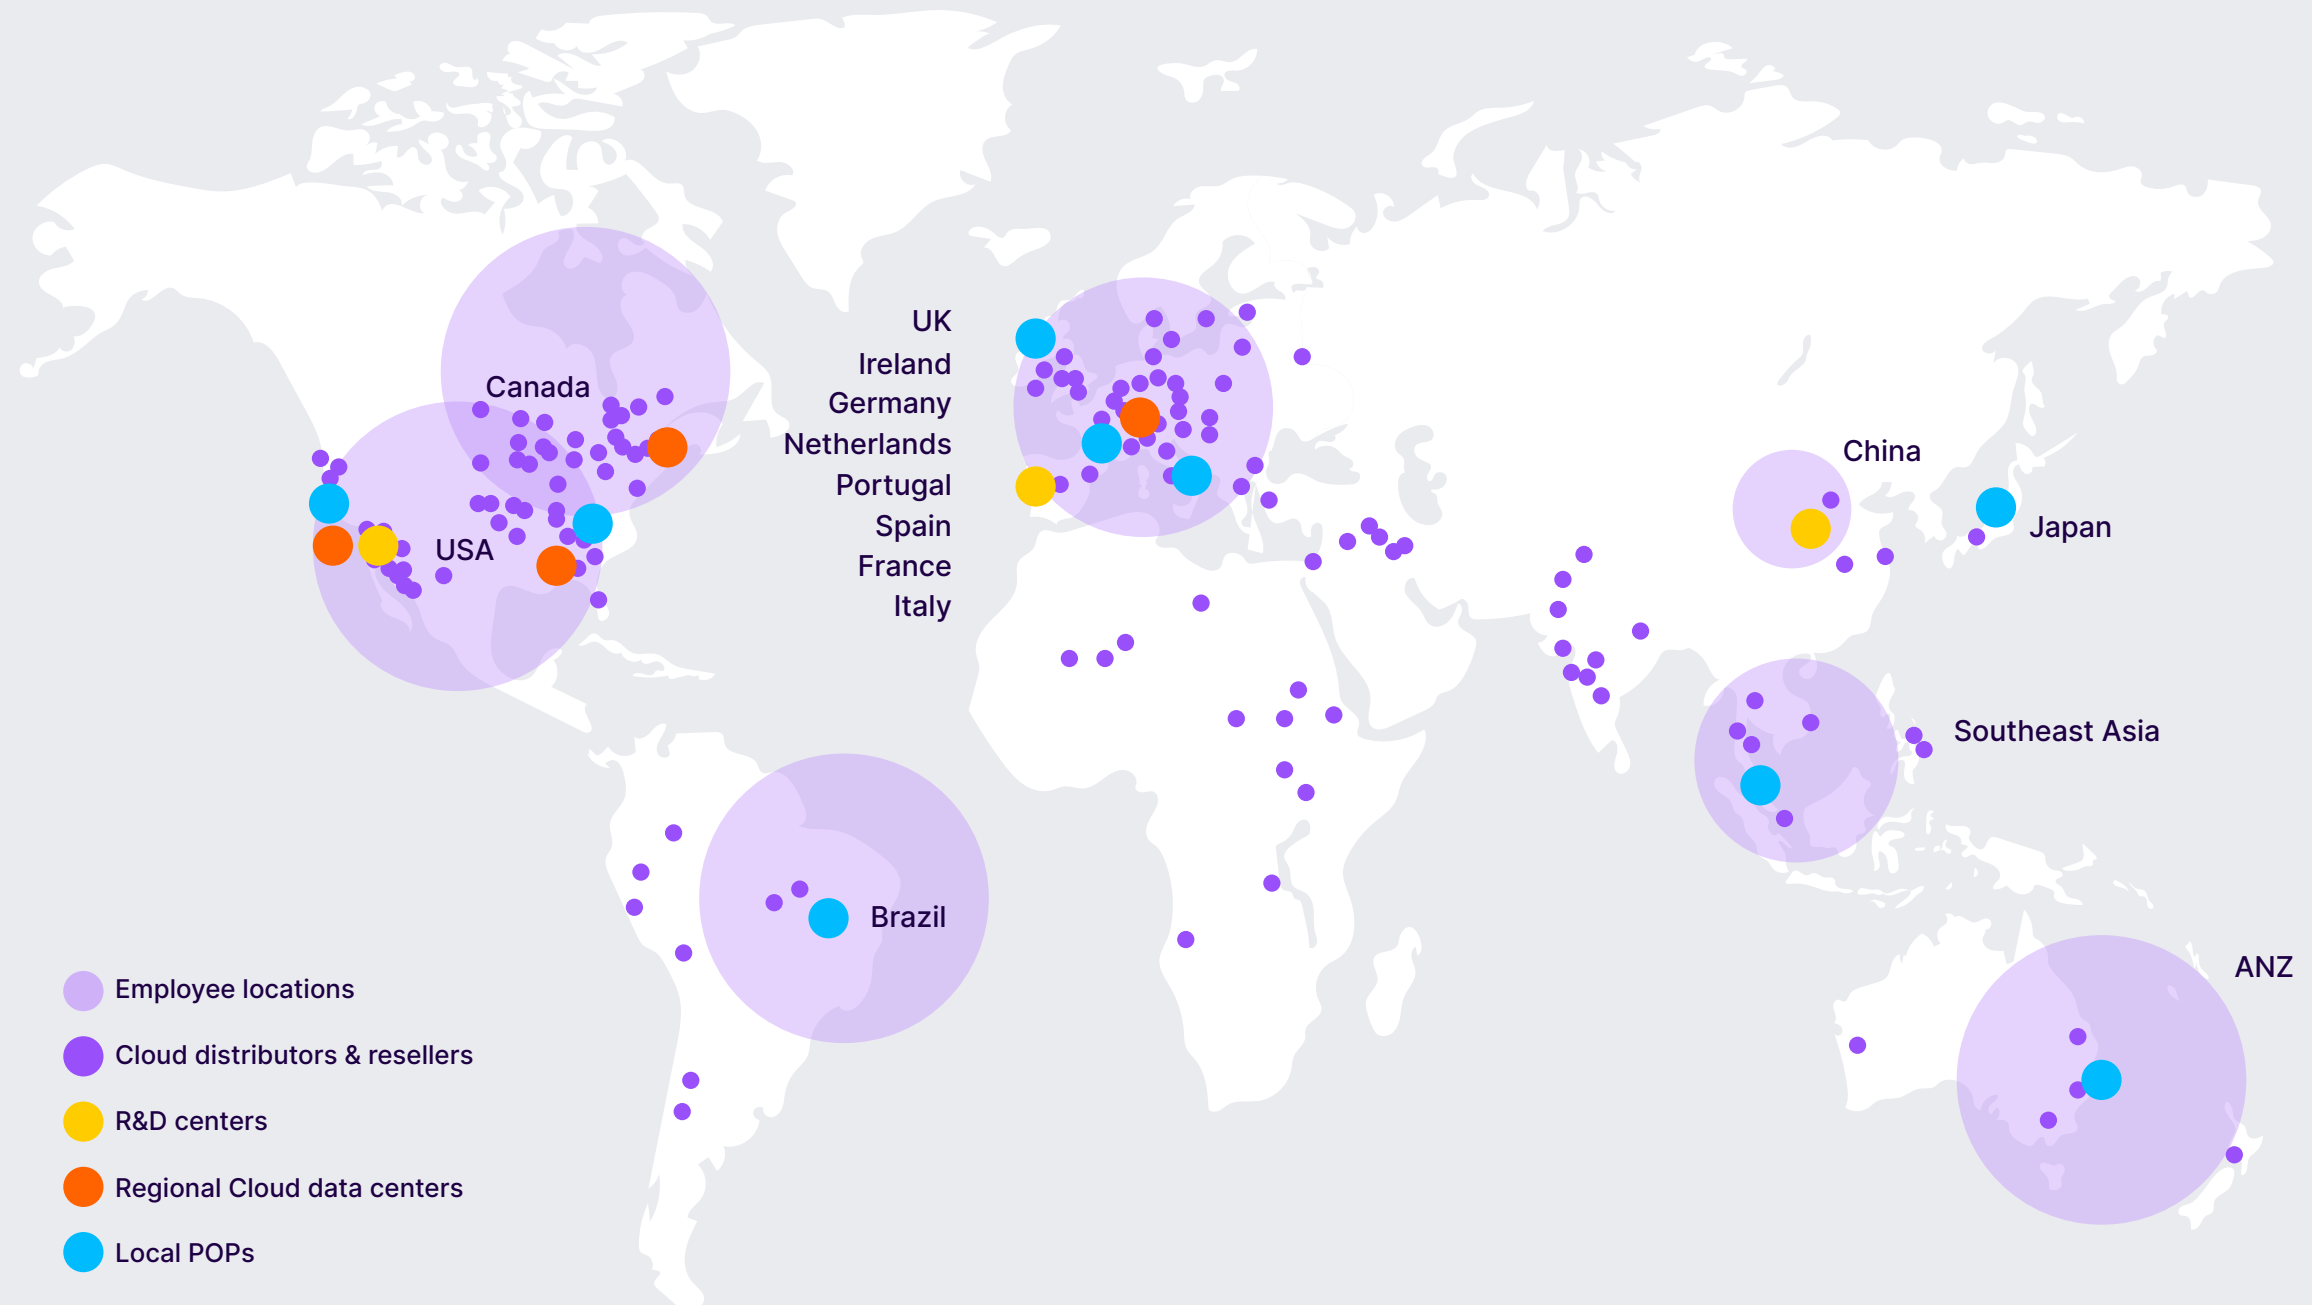 Canada
USA
UK
Ireland
Germany
Netherlands
Portugal
Spain
France
Italy
China
Japan
Southeast Asia
Brazil
ANZ
Employee locations
Cloud distributors & resellers
R&D centers
Regional Cloud data centers
Local POPs